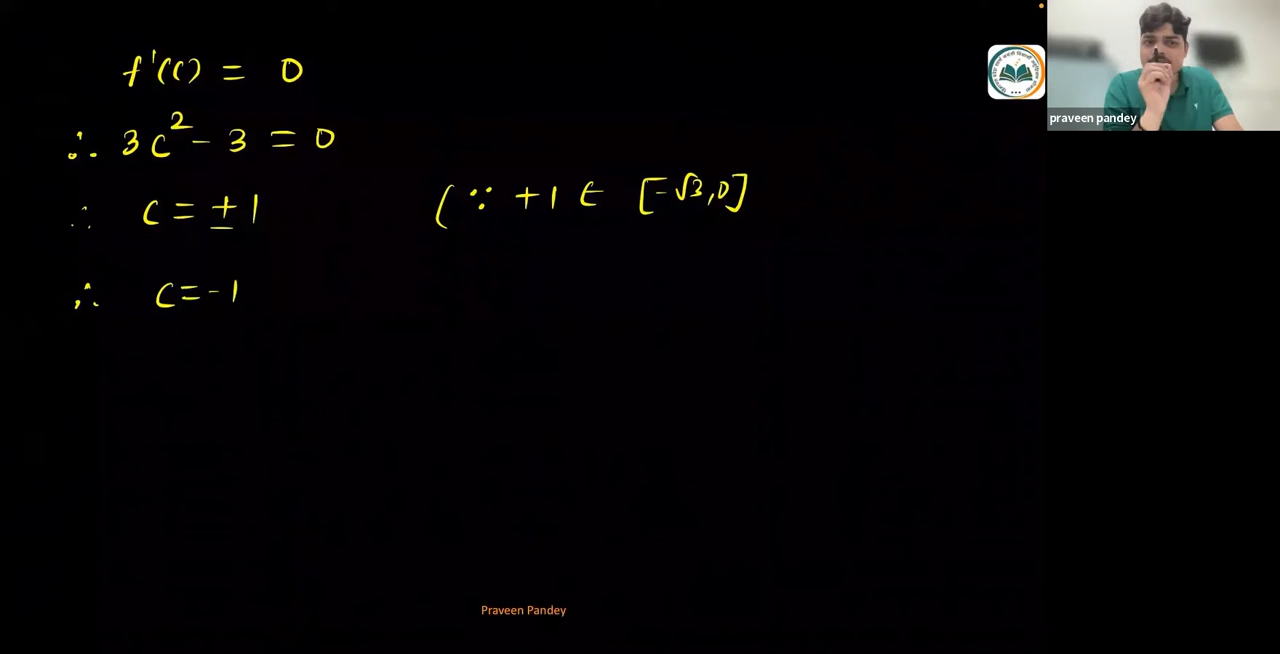 f'(c) = 0
∴ 3c² - 3 = 0
∴ c = ±1 (∵ +1 ∈ [-√3, 0]
∴ c = -1
praveen pandey
Praveen Pandey